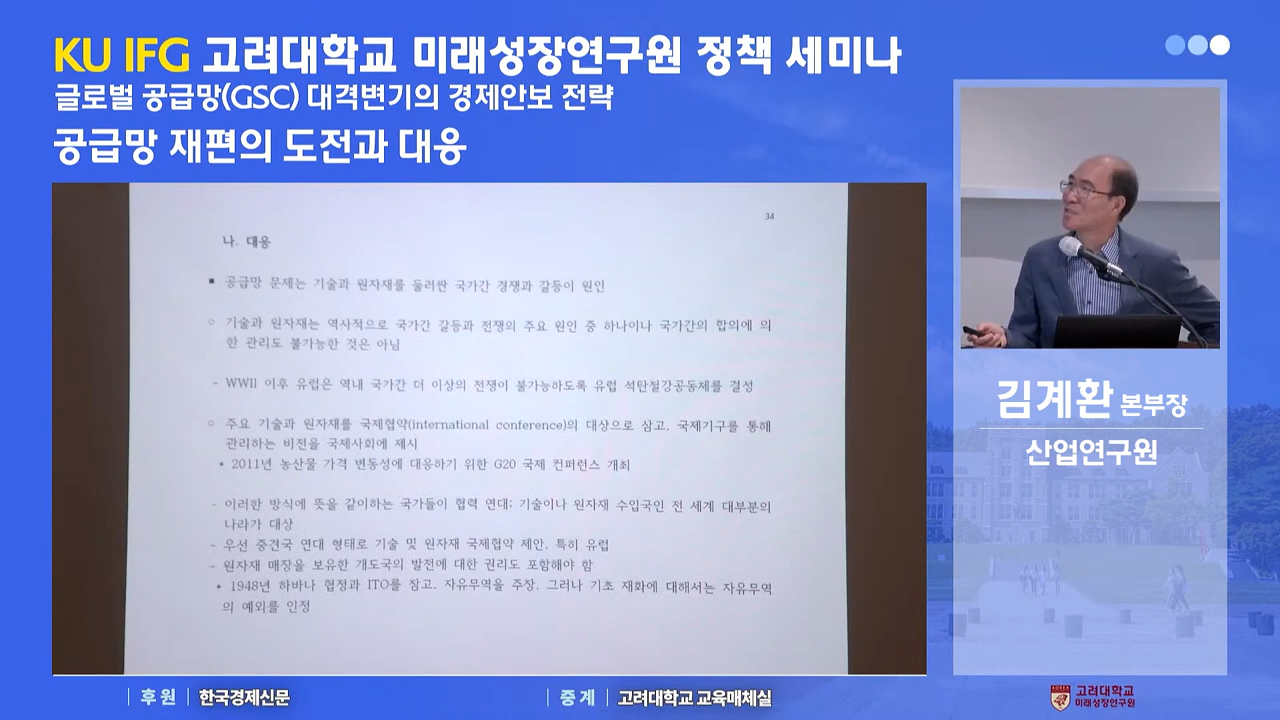 KU IFG 고려대학교 미래성장연구원 정책 세미나
글로벌 공급망(GSC) 대격변기의 경제안보 전략
공급망 재편의 도전과 대응
34
나. 대응
■ 공급망 문제는 기술과 원자재를 둘러싼 국가간 경쟁과 갈등이 원인
○ 기술과 원자재는 역사적으로 국가간 갈등과 전쟁의 주요 원인 중 하나이나 국가간의 합의에 의
한 관리도 불가능한 것은 아님
- WWII 이후 유럽은 역내 국가간 더 이상의 전쟁이 불가능하도록 유럽 석탄철강공동체를 결성
○ 주요 기술과 원자재를 국제협약(international conference)의 대상으로 삼고, 국제기구를 통해
관리하는 비전을 국제사회에 제시
• 2011년 농산물 가격 변동성에 대응하기 위한 G20 국제 컨퍼런스 개최
- 이러한 방식에 뜻을 같이하는 국가들이 협력 연대: 기술이나 원자재 수입국인 전 세계 대부분의
나라가 대상
- 우선 중견국 연대 형태로 기술 및 원자재 국제협약 제안. 특히 유럽
- 원자재 매장을 보유한 개도국의 발전에 대한 권리도 포함해야 함
• 1948년 하바나 협정과 ITO를 참고. 자유무역을 주장. 그러나 기초 재화에 대해서는 자유무역
의 예외를 인정
김계환 본부장
산업연구원
후원 한국경제신문
중계 고려대학교 교육매체실
고려대학교
미래성장연구원